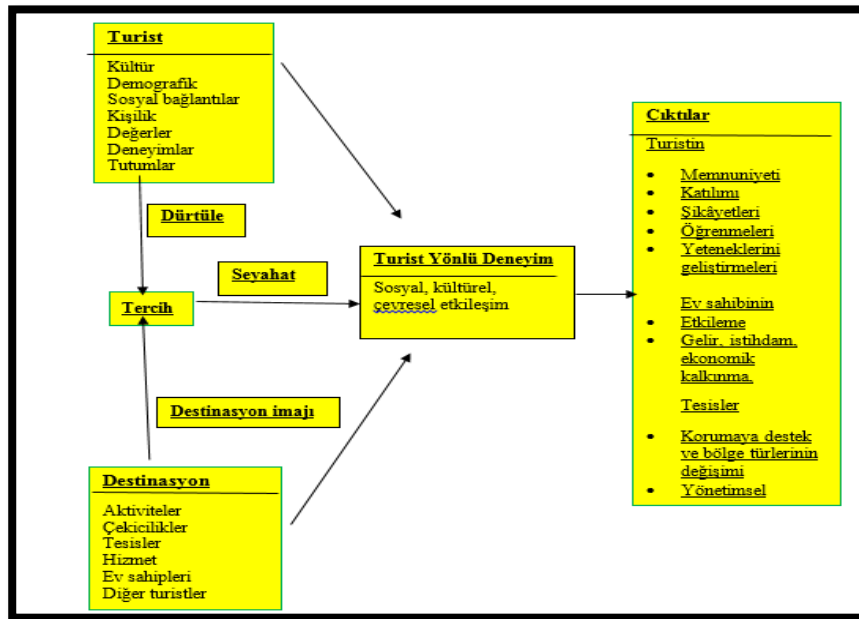 Turist
Kültür
Demografik
Sosyal bağlantılar
Kişilik
Değerler
Deneyimlar
Tutumlar
Dürtüle
Seyahat
Tercih
Destinasyon imajı
Destinasyon
Aktiviteler
Çekicilikler
Tesisler
Hizmet
Ev sahipleri
Diğer turistler
Turist Yönlü Deneyim
Sosyal, kültürel,
çevresel etkileşim
Cıktılar
Turistin
• Memnuniyeti
• Katılımı
• Şikâyetleri
• Öğrenmeleri
• Yeteneklerini
geliştirmeleri
Ev sahibinin
• Etkileme
• Gelir, istihdam,
ekonomik
kalkınma,
Tesisler
• Korumaya destek
ve bölge türlerinin
değişimi
• Yönetimsel